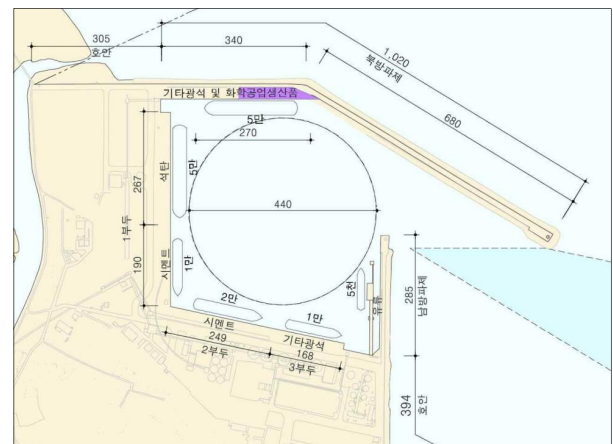 305
호안
340
1,020
북방파제
680
기타광석 및 화학공업생산품
5만
270
석탄
5만
267
1부두
190
시멘트
1만
440
2만
시멘트
249
2부두
1만
기타광석
168
3부두
5천
유류
285
남방파제
394
호안